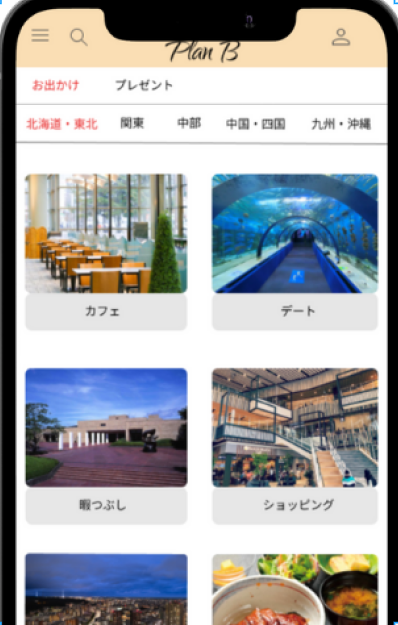 Plan B
お出かけ プレゼント
北海道・東北 関東 中部 中国・四国 九州・沖縄
カフェ デート
暇つぶし ショッピング